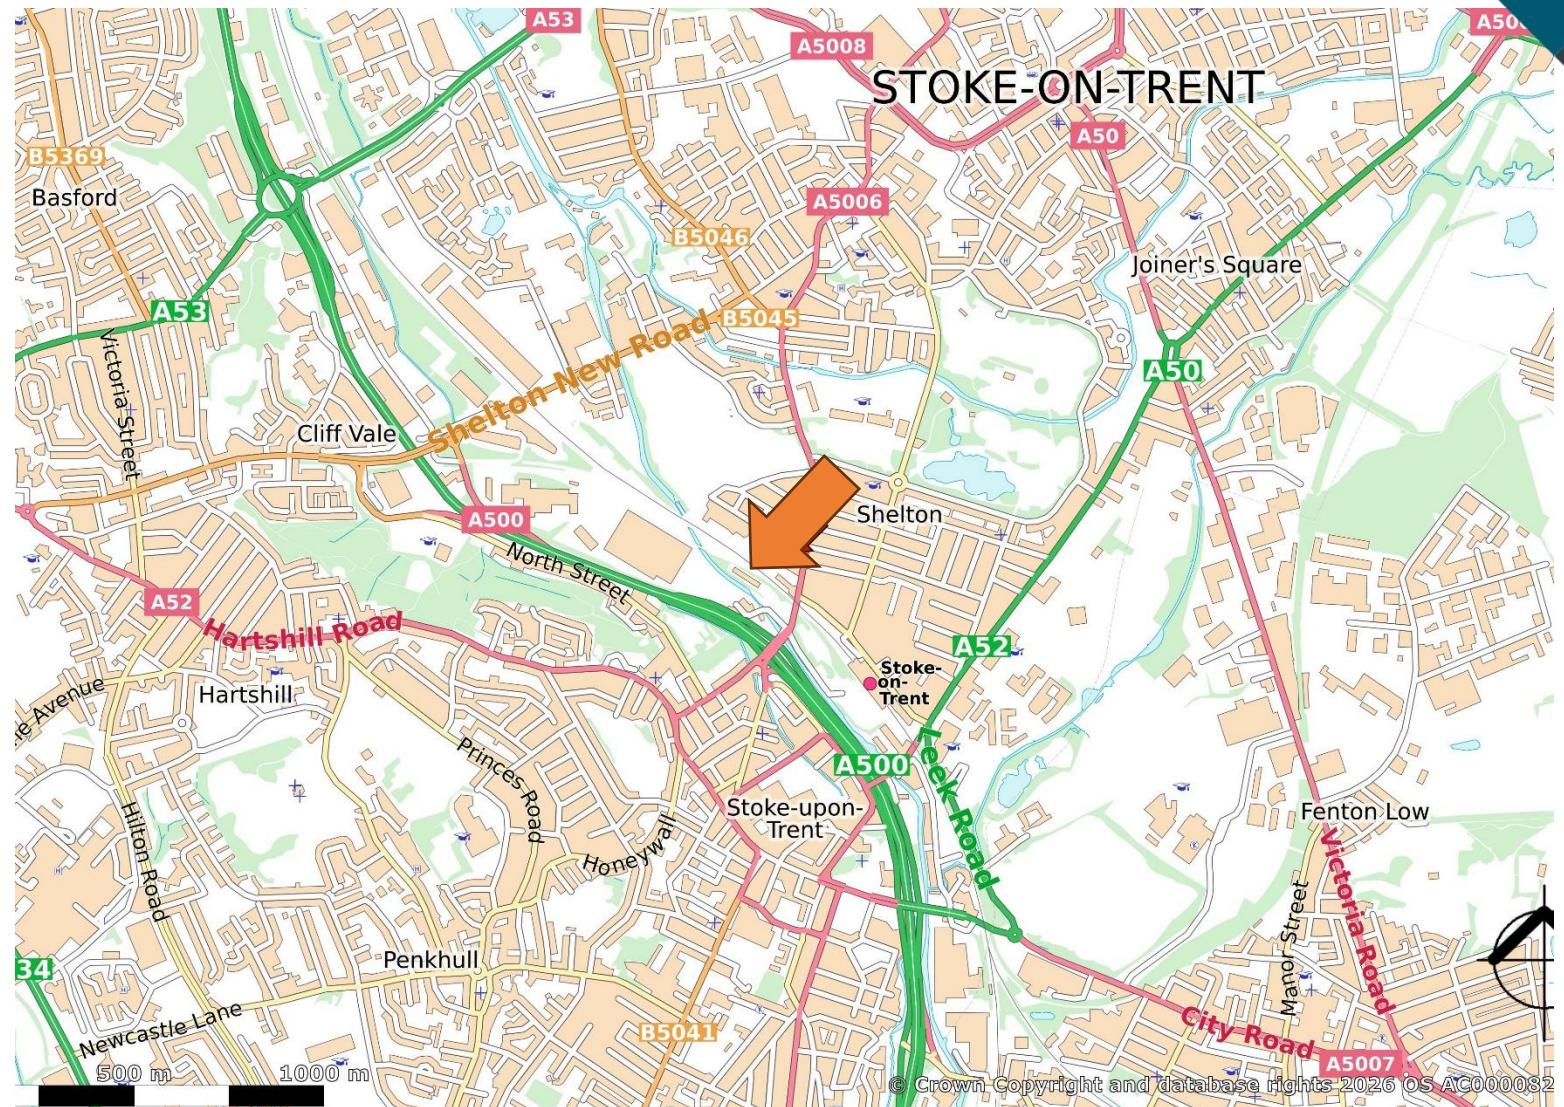 A53
A5008
A500
STOKE-ON-TRENT
A50
B5369
Basford
A5006
B5046
Joiner's Square
A53
B5045
Shelton New Road
Victoria Street
A50
Cliff Vale
A500
Shelton
North Street
A52
Hartshill Road
A52
Stoke-
on-
Trent
Hartshill
e Avenue
Princes Road
A500
Leek Road
Stoke-upon-
Trent
Fenton Low
Hilton Road
Honeywall
Victoria Road
Manor Street
Penkhull
34
Newcastle Lane
B5041
City Road
A5007
500 m
1000 m
© Crown Copyright and database rights 2026 OS AC000082